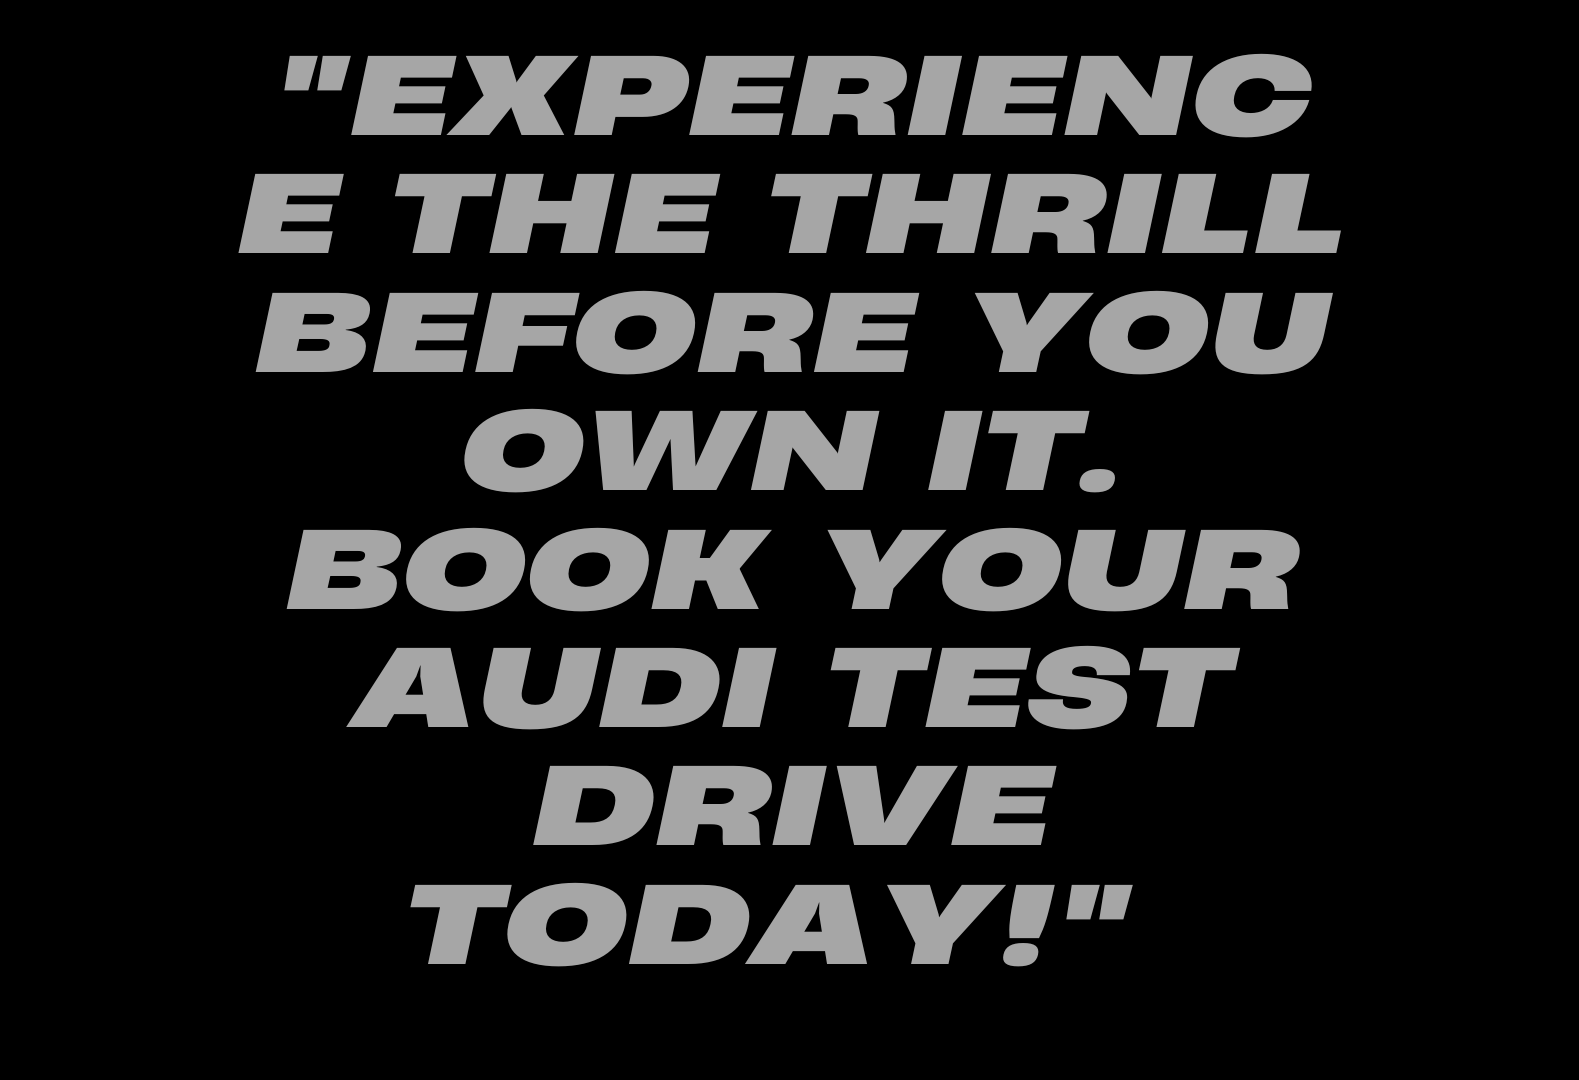 "EXPERIENC
E THE THRILL
BEFORE YOU
OWN IT.
BOOK YOUR
AUDI TEST
DRIVE
TODAY!"